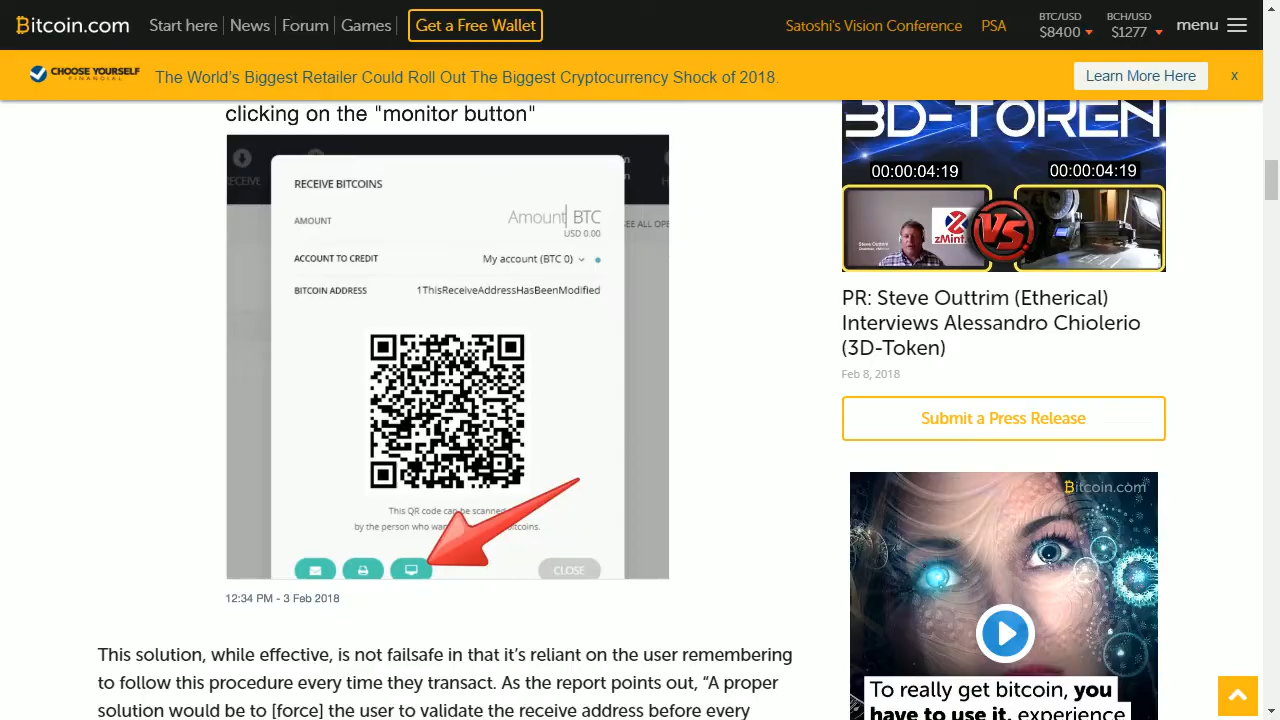 Bitcoin.com
Start here
News
Forum
Games
Get a Free Wallet
Satoshi's Vision Conference
PSA
BTC/USD
$8400
BCH/USD
$1277
menu
CHOOSE YOURSELF
FINANCIAL
The World's Biggest Retailer Could Roll Out The Biggest Cryptocurrency Shock of 2018.
Learn More Here
x
clicking on the "monitor button"
RECEIVE BITCOINS
AMOUNT
Amount BTC
USD 0.00
ACCOUNT TO CREDIT
My account (BTC 0)
BITCOIN ADDRESS
1ThisReceiveAddressHasBeenModified
This QR code can be scanned
by the person who
CLOSE
12:34 PM - 3 Feb 2018
This solution, while effective, is not failsafe in that it's reliant on the user remembering
to follow this procedure every time they transact. As the report points out, “A proper
solution would be to [force] the user to validate the receive address before every
3D-TOKEN
00:00:04:19
00:00:04:19
Steve Outtrim
zMint
VS
PR: Steve Outtrim (Etherical)
Interviews Alessandro Chiolerio
(3D-Token)
Feb 8, 2018
Submit a Press Release
Bitcoin.com
To really get bitcoin, you
have to use it, experience